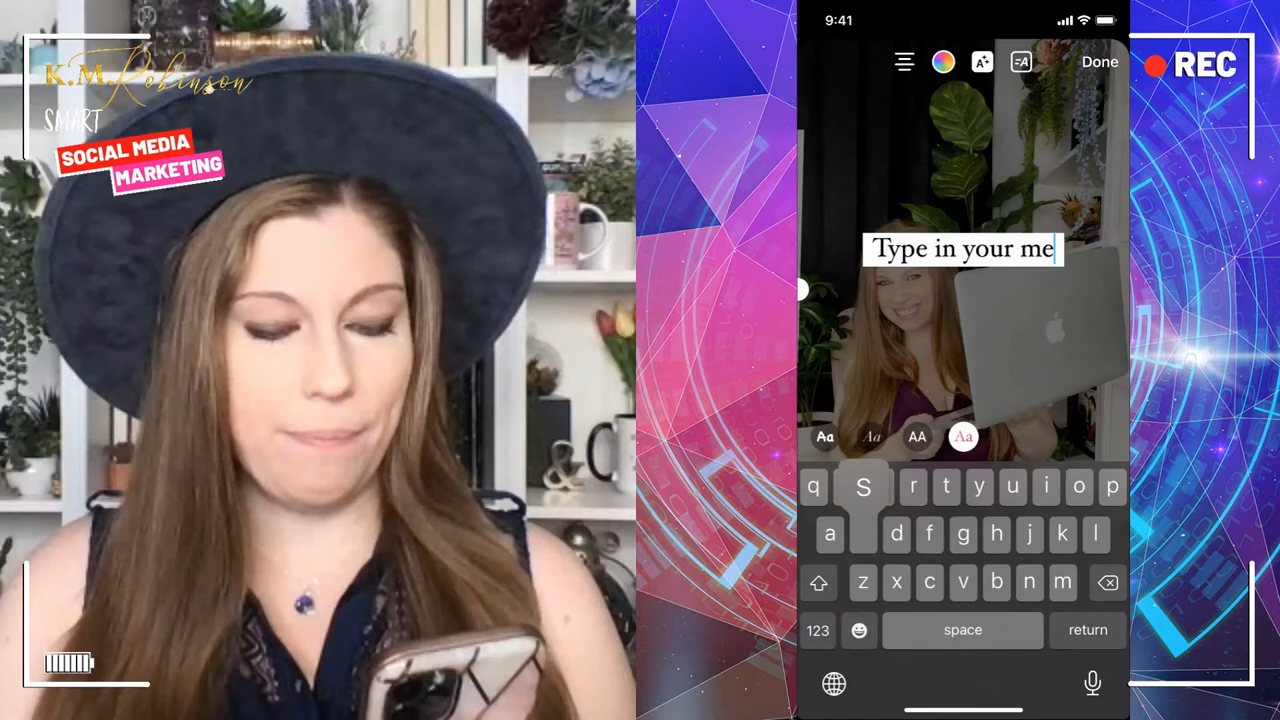 K.M. Robinson
SMART
SOCIAL MEDIA
MARKETING
9:41
A
A
Done
REC
Type in your me
Aa
Aa
AA
Aa
q S r t y u i o p
a d f g h j k l
z x c v b n m
123
space
return
&